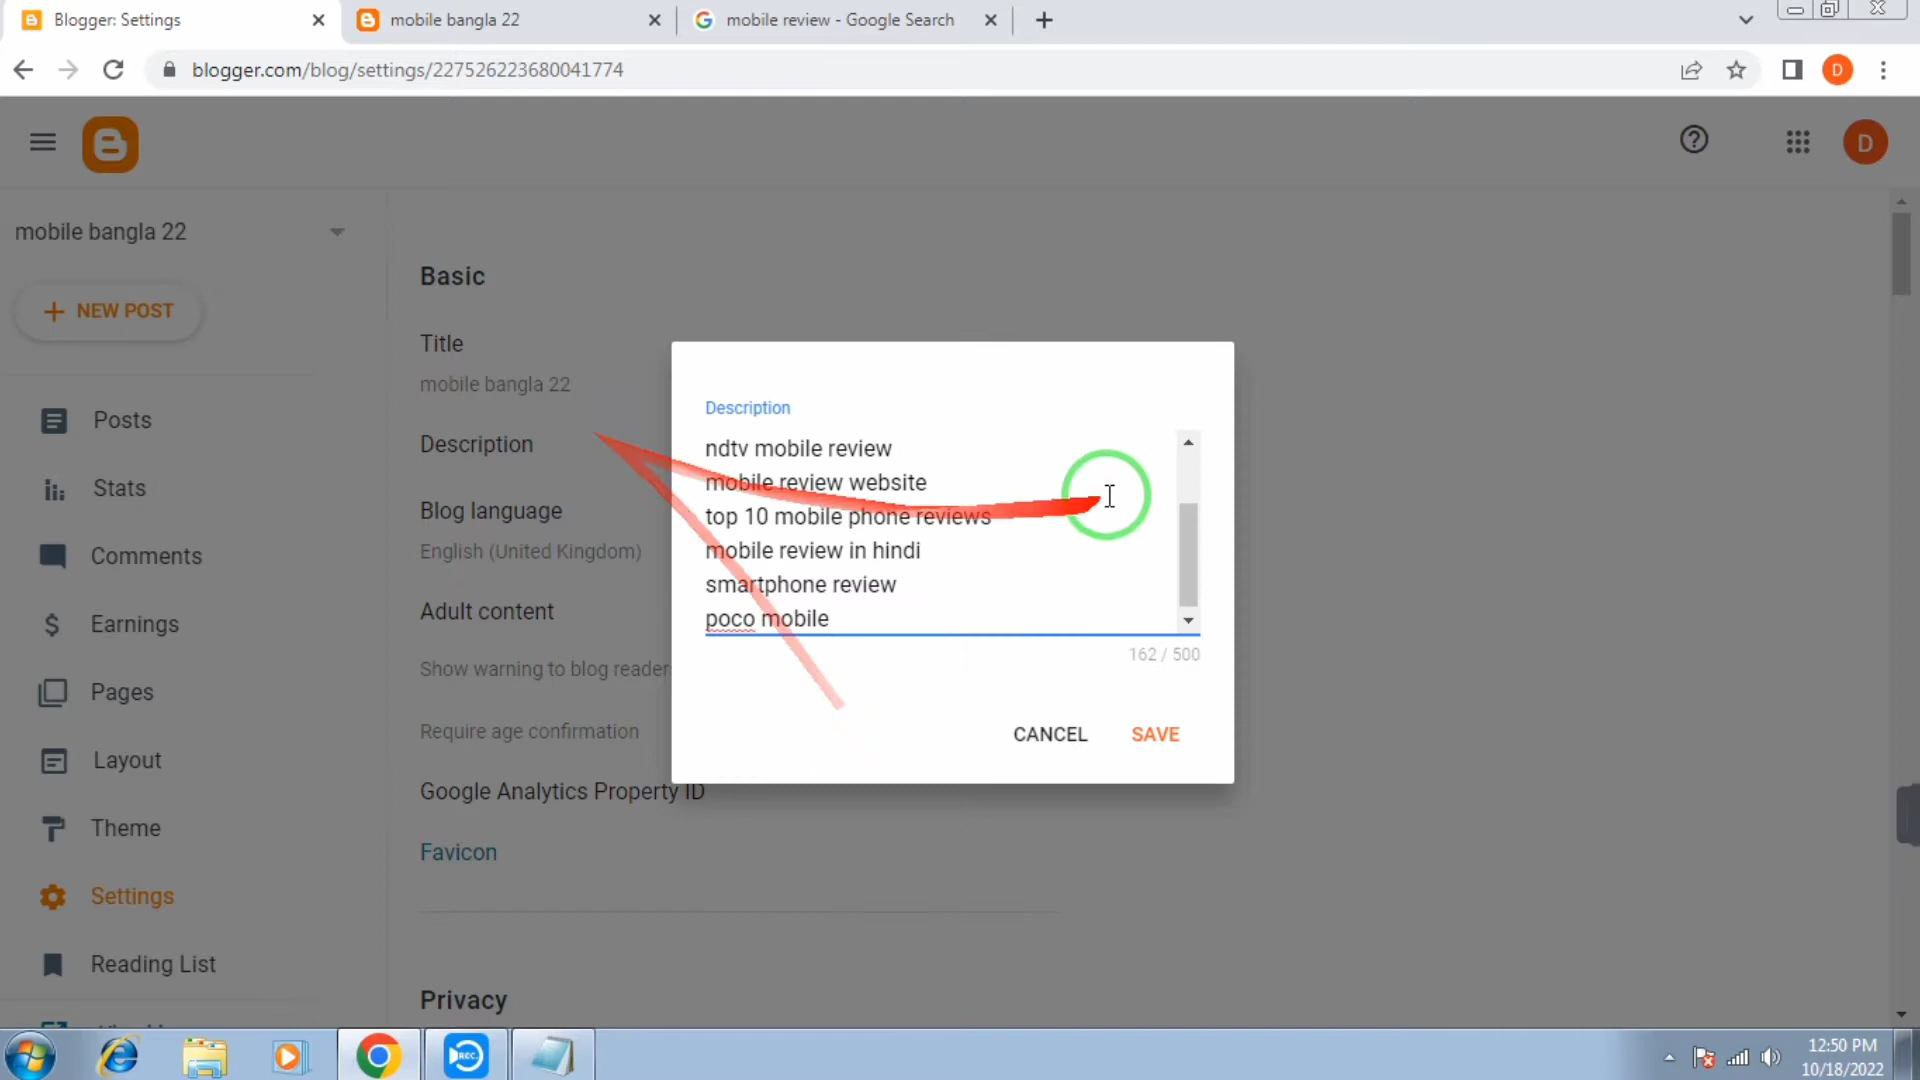 Blogger: Settings
mobile bangla 22
mobile review - Google Search
blogger.com/blog/settings/227526223680041774
D
D
mobile bangla 22
NEW POST
Posts
Stats
Comments
Earnings
Pages
Layout
Theme
Settings
Reading List
Basic
Title
mobile bangla 22
Description
Blog language
English (United Kingdom)
Adult content
Show warning to blog reader
Require age confirmation
Google Analytics Property ID
Favicon
Privacy
Description
ndtv mobile review
mobile review website
top 10 mobile phone reviews
mobile review in hindi
smartphone review
poco mobile
162 / 500
CANCEL
SAVE
REC
12:50 PM
10/18/2022